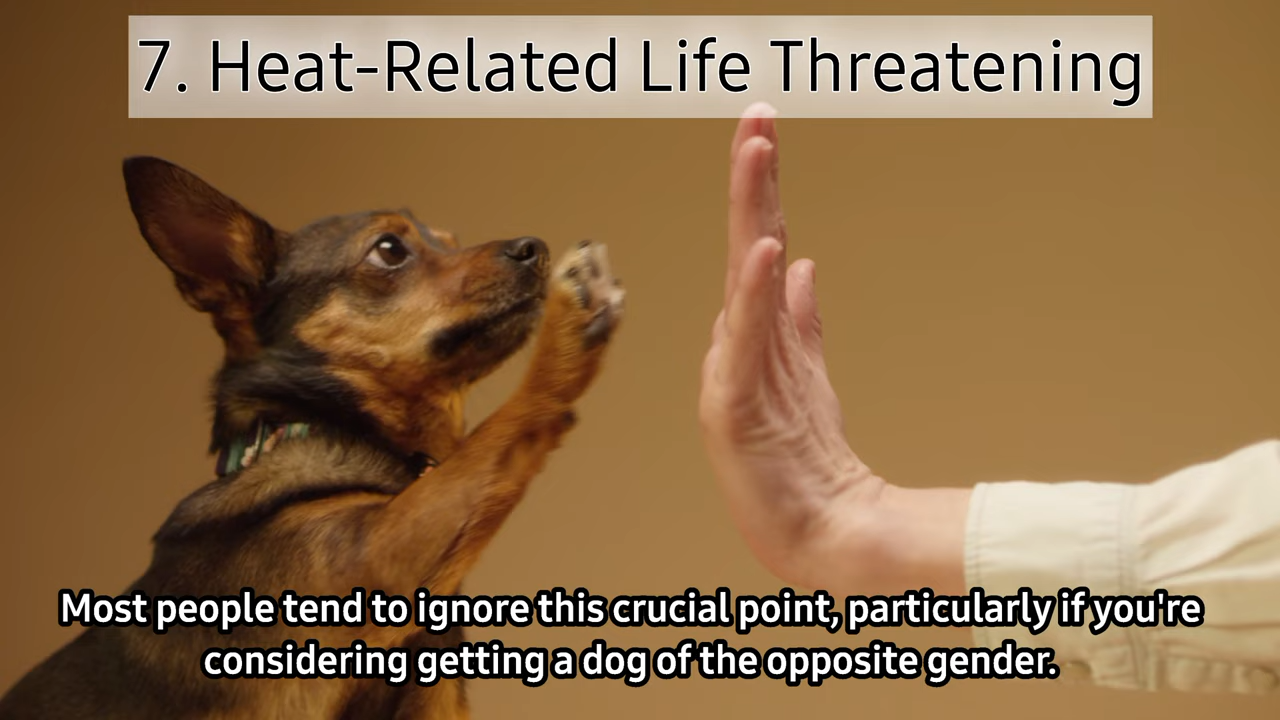 7. Heat-Related Life Threatening
Most people tend to ignore this crucial point, particularly if you're
considering getting a dog of the opposite gender.